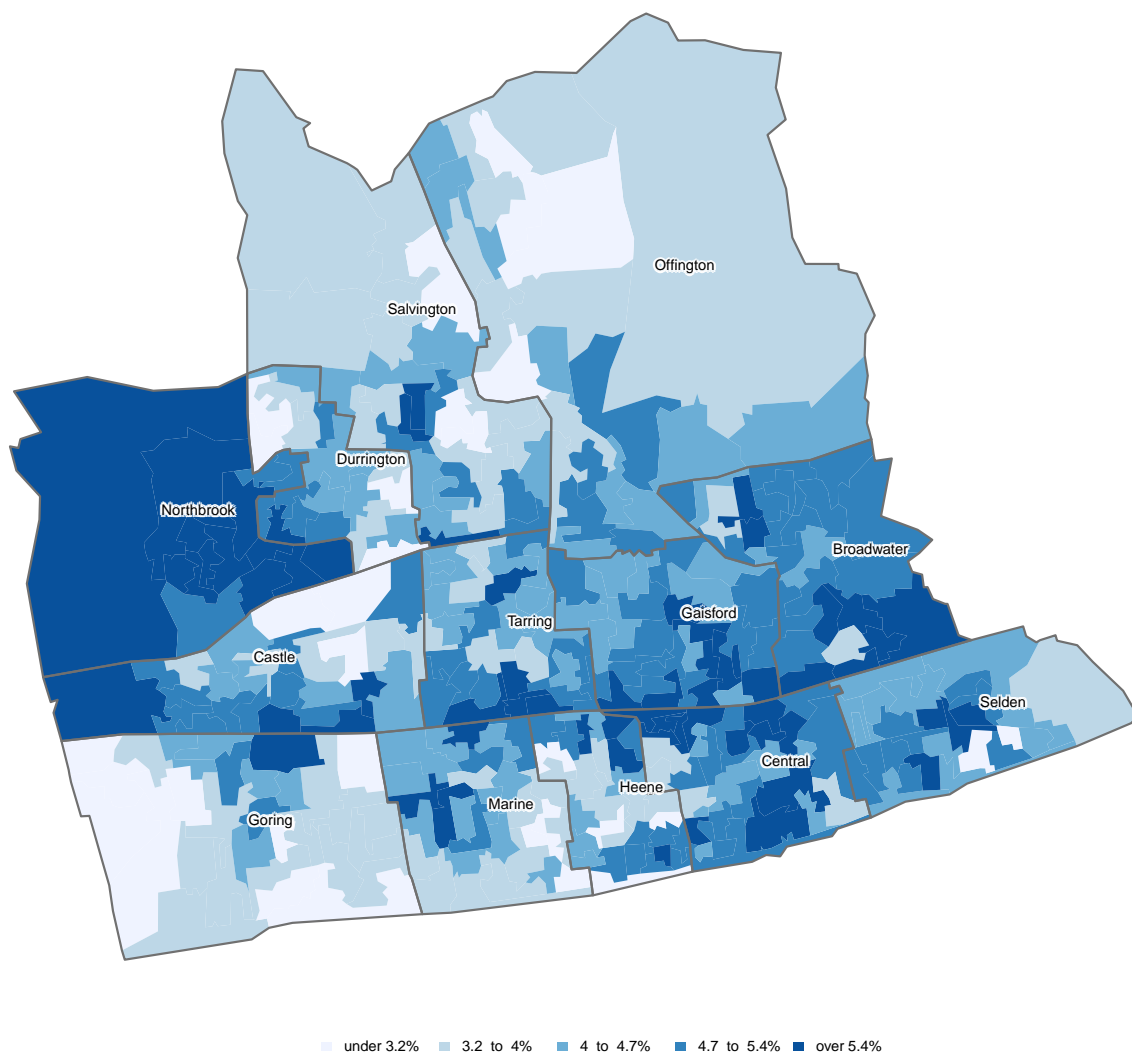 Offington
Salvington
Durrington
Northbrook
Broadwater
Gaisford
Tarring
Castle
Selden
Central
Heene
Marine
Goring
under 3.2% 3.2 to 4% 4 to 4.7% 4.7 to 5.4% over 5.4%